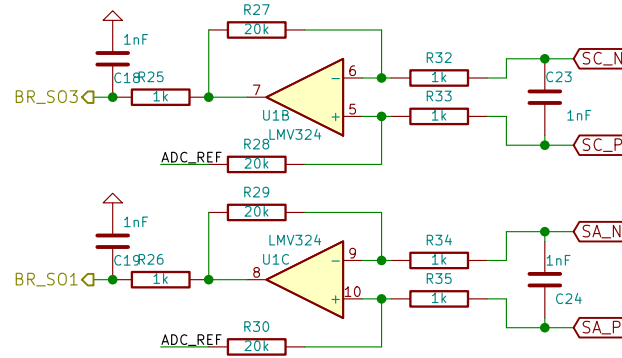 R27
20k
1nF
C18
R25
1k
BR_SO3
7
6
5
-
+
U1B
LMV324
R32
1k
R33
1k
C23
1nF
SC_N
SC_P
ADC_REF
R28
20k
R29
20k
1nF
C19
R26
1k
BR_SO1
8
9
10
-
+
LMV324
U1C
R34
1k
R35
1k
1nF
C24
SA_N
SA_P
ADC_REF
R30
20k